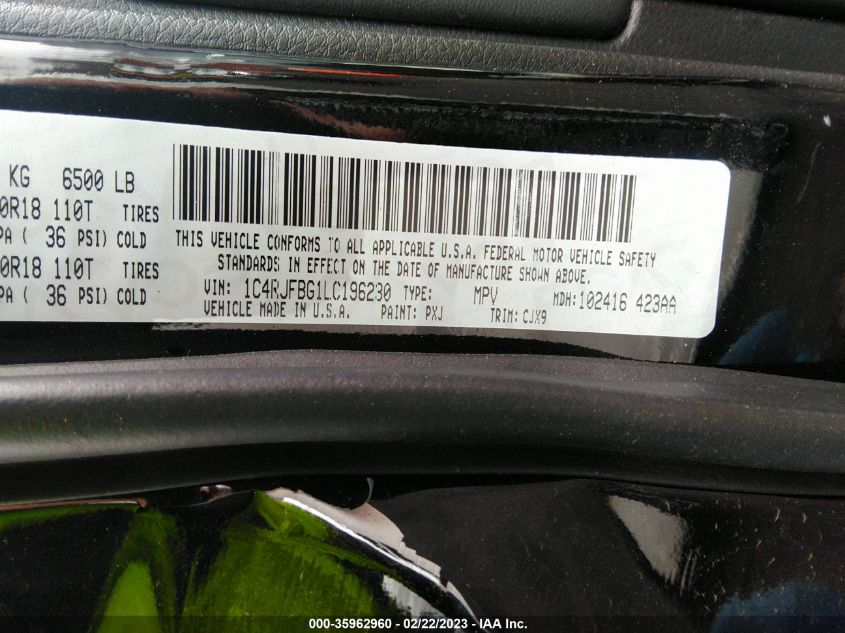 KG 6500 LB
0R18 110T TIRES
PA ( 36 PSI) COLD
0R18 110T TIRES
PA ( 36 PSI) COLD
THIS VEHICLE CONFORMS TO ALL APPLICABLE U.S.A. FEDERAL MOTOR VEHICLE SAFETY
STANDARDS IN EFFECT ON THE DATE OF MANUFACTURE SHOWN ABOVE.
VIN: 1C4RJFBG1LC196230 TYPE: MPV MDH:102416 423AA
VEHICLE MADE IN U.S.A. PAINT: PXJ TRIM: CJX9
000-35962960 - 02/22/2023 - IAA Inc.